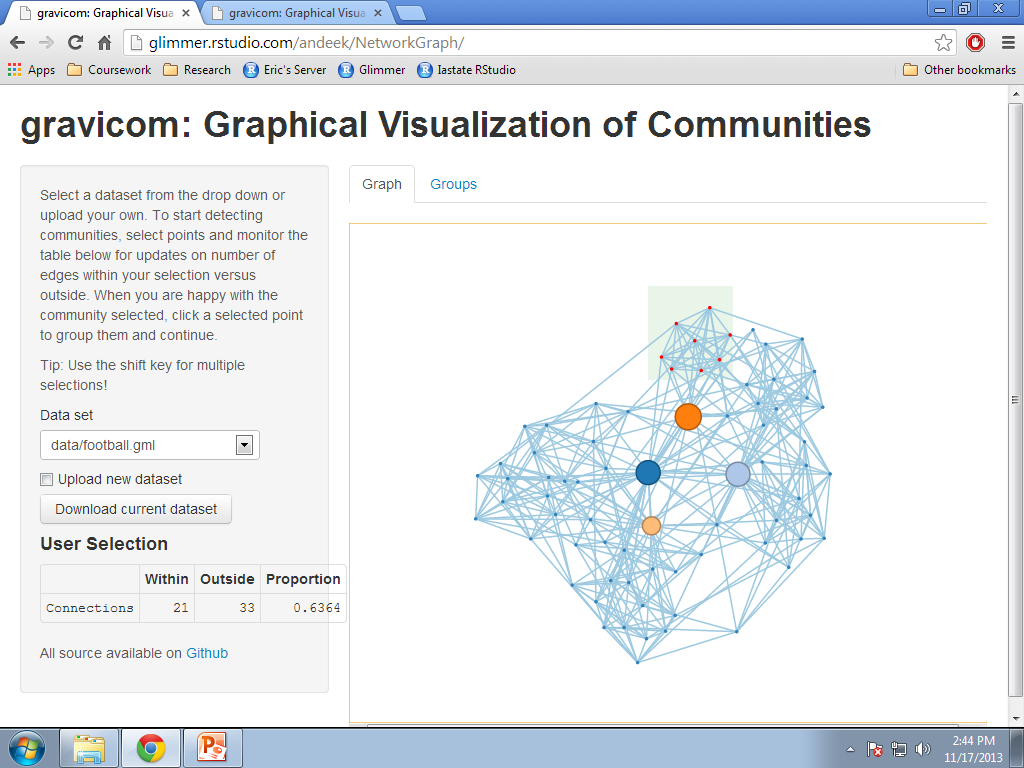 gravicom: Graphical Visua
gravicom: Graphical Visua
glimmer.rstudio.com/andeek/NetworkGraph/
Apps Coursework Research Eric's Server Glimmer Iastate RStudio Other bookmarks
gravicom: Graphical Visualization of Communities
Select a dataset from the drop down or
upload your own. To start detecting
communities, select points and monitor the
table below for updates on number of
edges within your selection versus
outside. When you are happy with the
community selected, click a selected point
to group them and continue.
Tip: Use the shift key for multiple
selections!
Data set
data/football.gml
Upload new dataset
Download current dataset
User Selection
Within Outside Proportion
Connections 21 33 0.6364
All source available on Github
Graph Groups
2:44 PM
11/17/2013